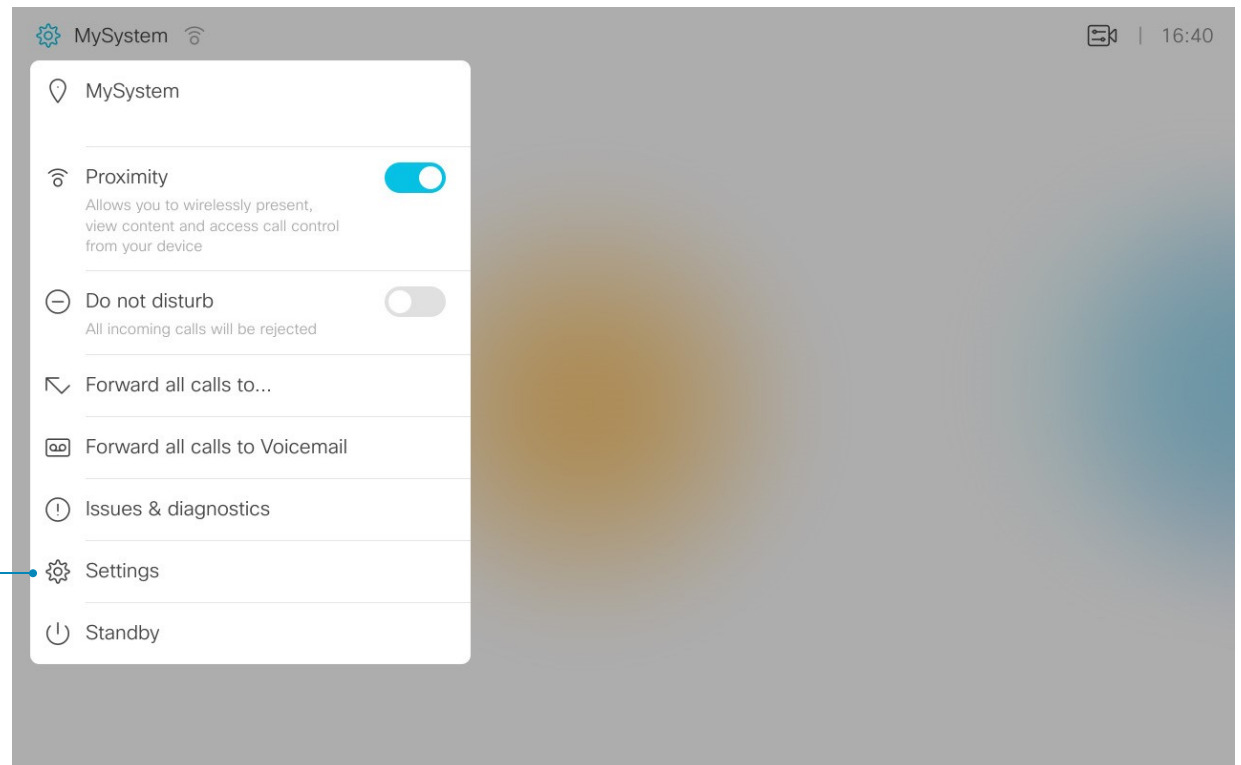 MySystem
16:40
MySystem
Proximity
Allows you to wirelessly present,
view content and access call control
from your device
Do not disturb
All incoming calls will be rejected
Forward all calls to...
Forward all calls to Voicemail
Issues & diagnostics
Settings
Standby